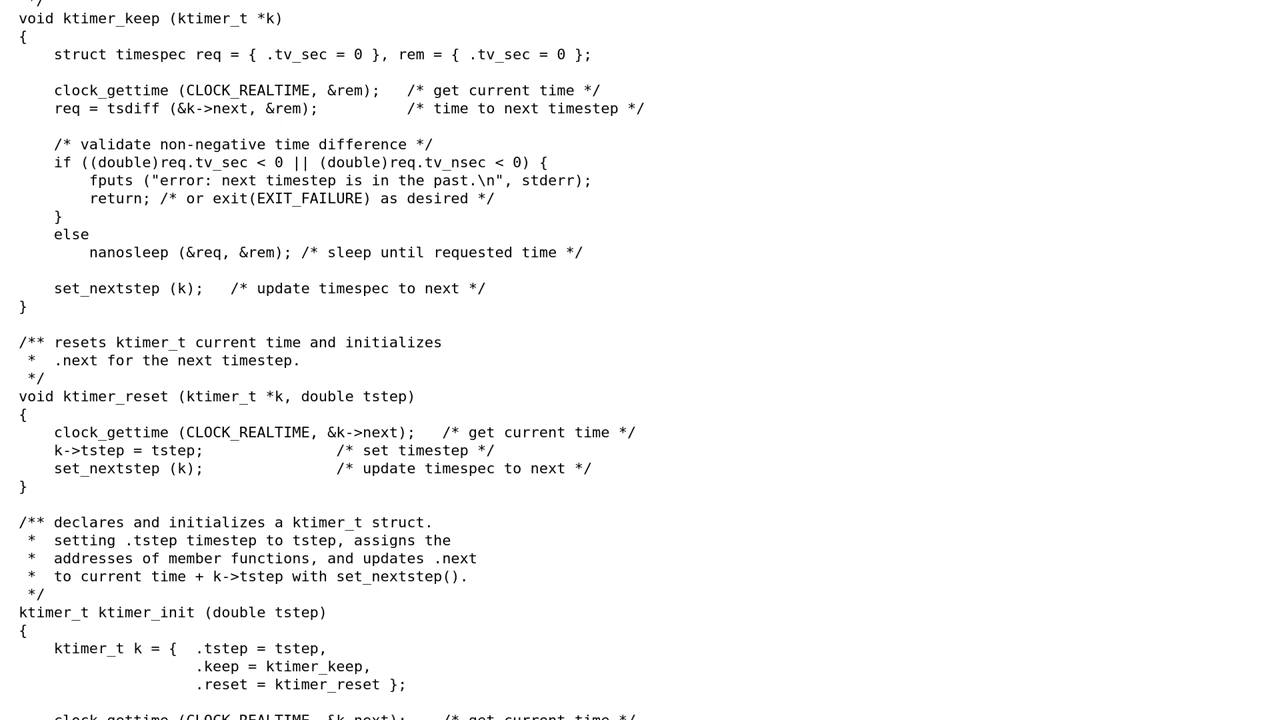 */
void ktimer_keep (ktimer_t *k)
{
    struct timespec req = { .tv_sec = 0 }, rem = { .tv_sec = 0 };

    clock_gettime (CLOCK_REALTIME, &rem);   /* get current time */
    req = tsdiff (&k->next, &rem);          /* time to next timestep */

    /* validate non-negative time difference */
    if ((double)req.tv_sec < 0 || (double)req.tv_nsec < 0) {
        fputs ("error: next timestep is in the past.\n", stderr);
        return; /* or exit(EXIT_FAILURE) as desired */
    }
    else
        nanosleep (&req, &rem); /* sleep until requested time */

    set_nextstep (k);   /* update timespec to next */
}

/** resets ktimer_t current time and initializes
 *  .next for the next timestep.
 */
void ktimer_reset (ktimer_t *k, double tstep)
{
    clock_gettime (CLOCK_REALTIME, &k->next);   /* get current time */
    k->tstep = tstep;               /* set timestep */
    set_nextstep (k);               /* update timespec to next */
}

/** declares and initializes a ktimer_t struct.
 *  setting .tstep timestep to tstep, assigns the
 *  addresses of member functions, and updates .next
 *  to current time + k->tstep with set_nextstep().
 */
ktimer_t ktimer_init (double tstep)
{
    ktimer_t k = {  .tstep = tstep,
                    .keep = ktimer_keep,
                    .reset = ktimer_reset };

    clock_gettime (CLOCK_REALTIME, &k.next);    /* get current time */